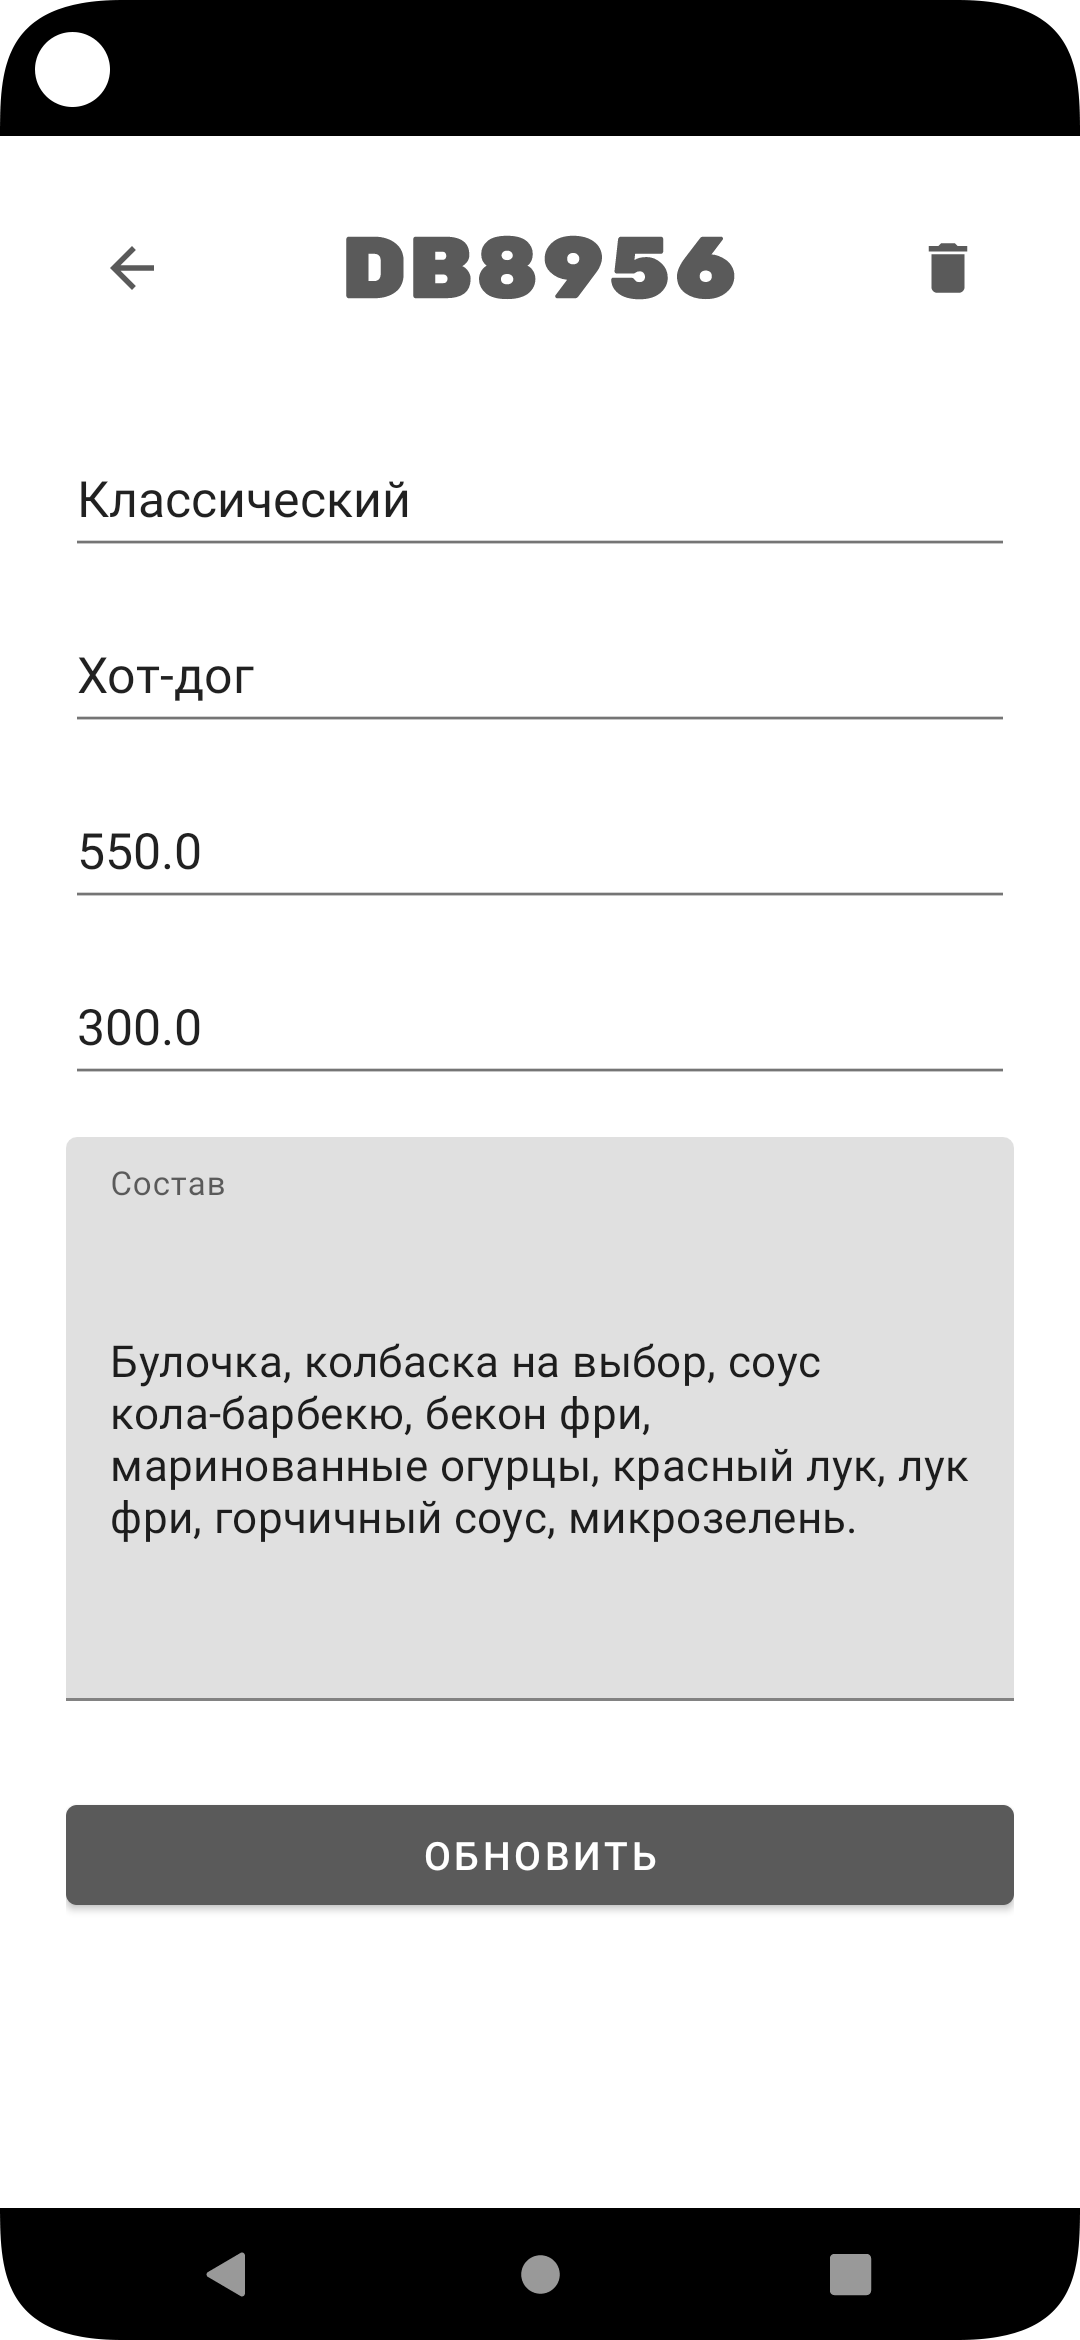 DB8956
Классический
Хот-дог
550.0
300.0
Состав
Булочка, колбаска на выбор, соус
кола-барбекю, бекон фри,
маринованные огурцы, красный лук, лук
фри, горчичный соус, микрозелень.
ОБНОВИТЬ